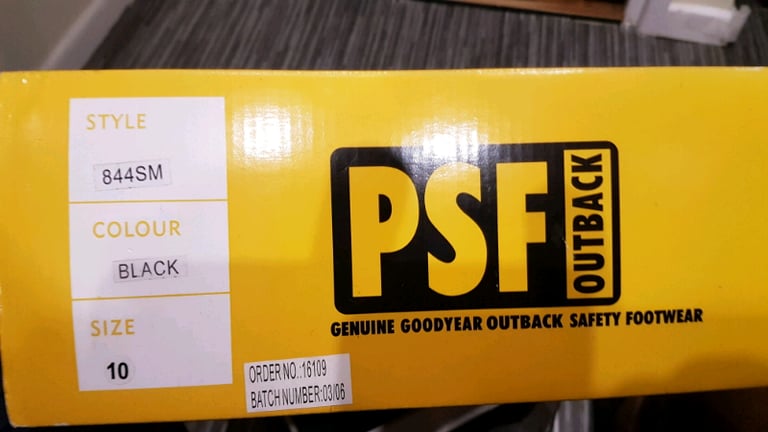 STYLE
844SM
COLOUR
BLACK
SIZE
10
PSF
OUTBACK
GENUINE GOODYEAR OUTBACK SAFETY FOOTWEAR
ORDER NO.:16109
BATCH NUMBER:03/06